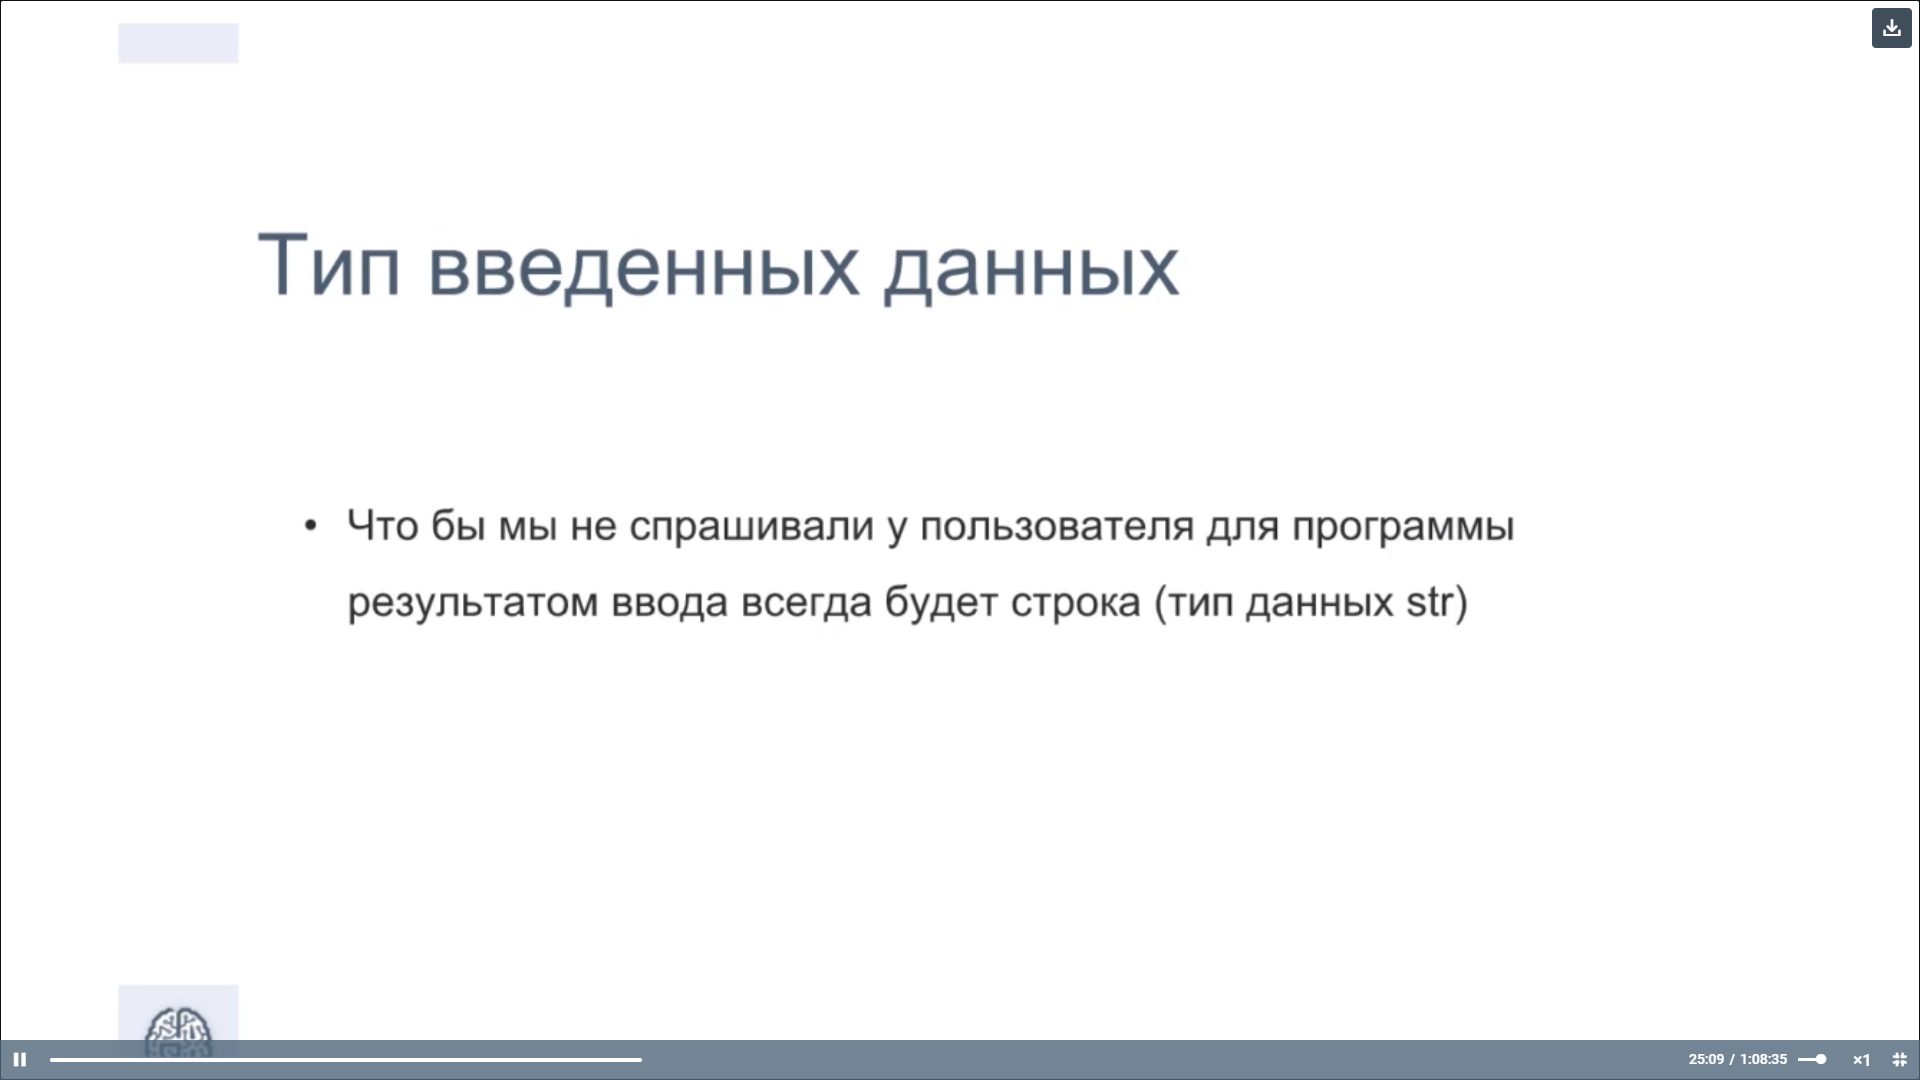 Тип введенных данных
• Что бы мы не спрашивали у пользователя для программы
результатом ввода всегда будет строка (тип данных str)
25:09 / 1:08:35 ×1